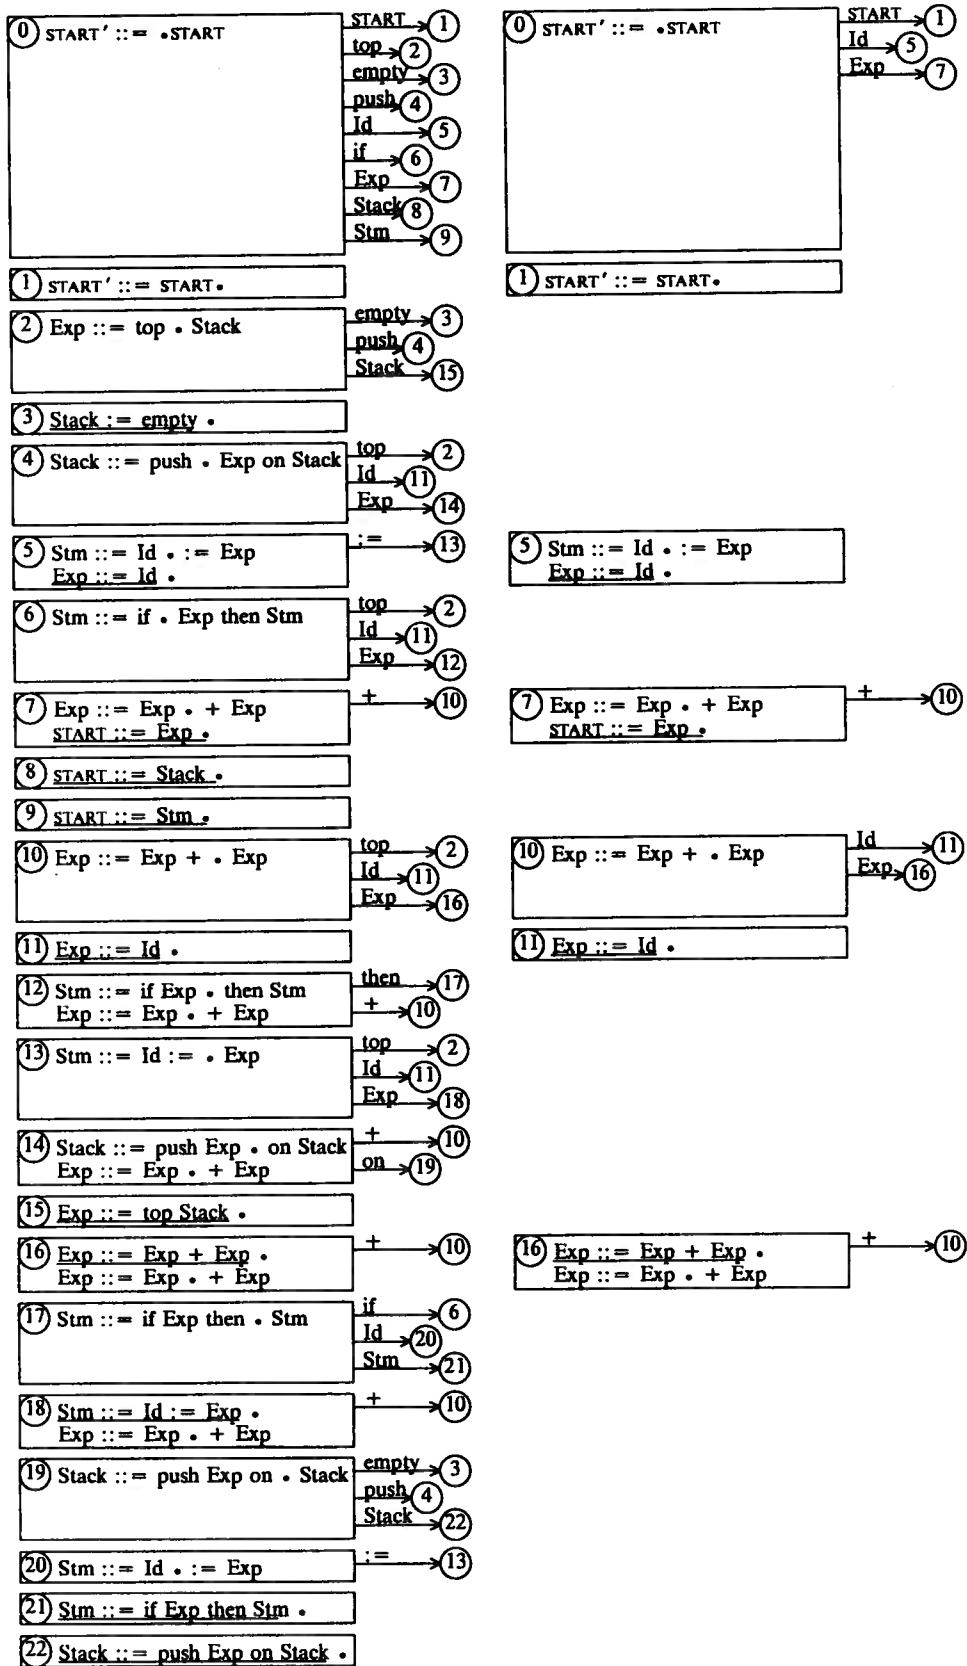 0 START' ::= •START
START 1
top 2
empty 3
push 4
Id 5
if 6
Exp 7
Stack 8
Stm 9
1 START' ::= START•
2 Exp ::= top • Stack
empty 3
push 4
Stack 15
3 Stack := empty •
4 Stack ::= push • Exp on Stack
top 2
Id 11
Exp 14
5 Stm ::= Id • := Exp
Exp ::= Id •
:= 13
6 Stm ::= if • Exp then Stm
top 2
Id 11
Exp 12
7 Exp ::= Exp • + Exp
START ::= Exp •
+ 10
8 START ::= Stack •
9 START ::= Stm •
10 Exp ::= Exp + • Exp
top 2
Id 11
Exp 16
11 Exp ::= Id •
12 Stm ::= if Exp • then Stm
Exp ::= Exp • + Exp
then 17
+ 10
13 Stm ::= Id := • Exp
top 2
Id 11
Exp 18
14 Stack ::= push Exp • on Stack
Exp ::= Exp • + Exp
+ 10
on 19
15 Exp ::= top Stack •
16 Exp ::= Exp + Exp •
Exp ::= Exp • + Exp
+ 10
17 Stm ::= if Exp then • Stm
if 6
Id 20
Stm 21
18 Stm ::= Id := Exp •
Exp ::= Exp • + Exp
+ 10
19 Stack ::= push Exp on • Stack
empty 3
push 4
Stack 22
20 Stm ::= Id • := Exp
:= 13
21 Stm ::= if Exp then Stm •
22 Stack ::= push Exp on Stack •
0 START' ::= •START
START 1
Id 5
Exp 7
1 START' ::= START•
5 Stm ::= Id • := Exp
Exp ::= Id •
7 Exp ::= Exp • + Exp
START ::= Exp •
+ 10
10 Exp ::= Exp + • Exp
Id 11
Exp 16
11 Exp ::= Id •
16 Exp ::= Exp + Exp •
Exp ::= Exp • + Exp
+ 10